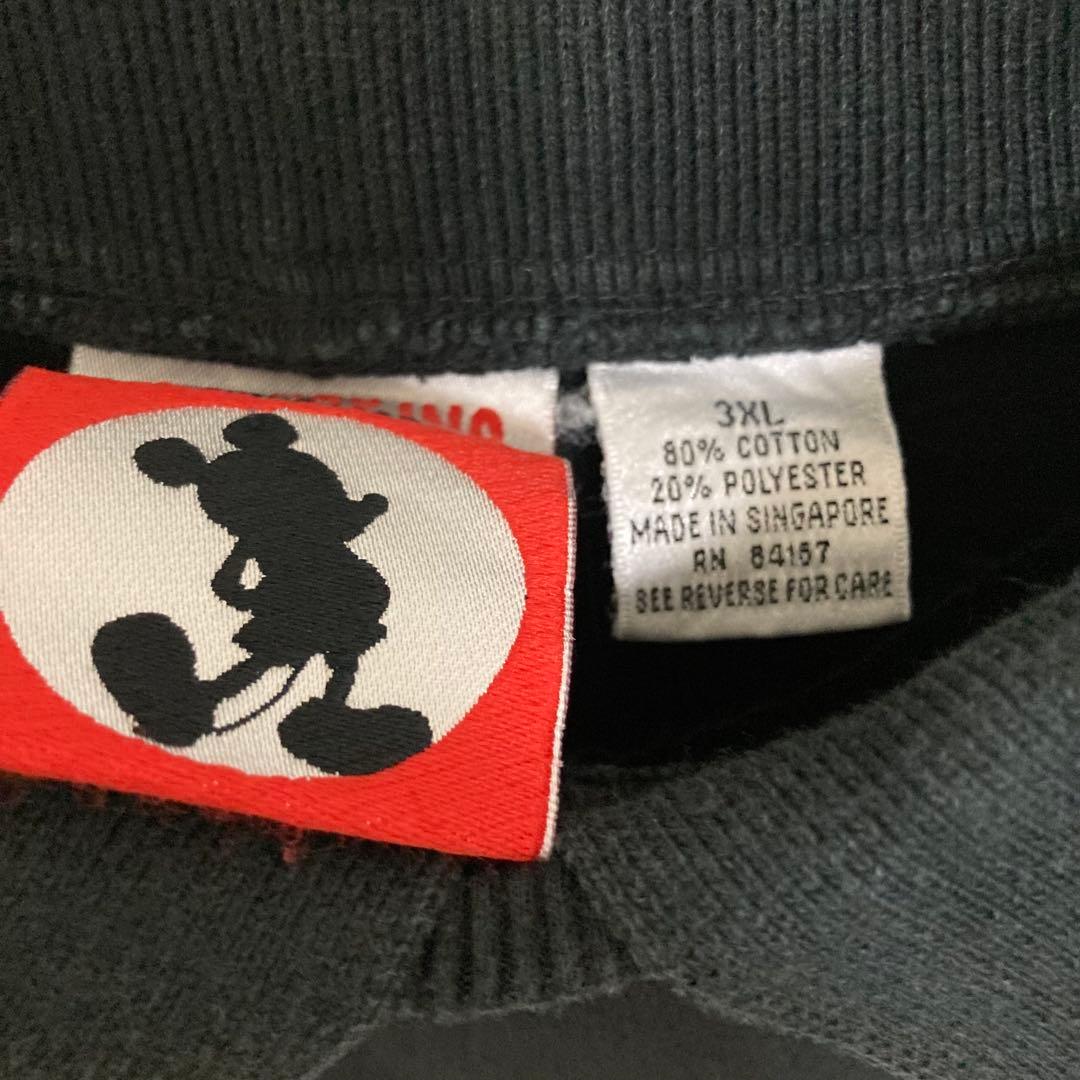 3XL
80% COTTON
20% POLYESTER
MADE IN SINGAPORE
RN 84157
SEE REVERSE FOR CARE